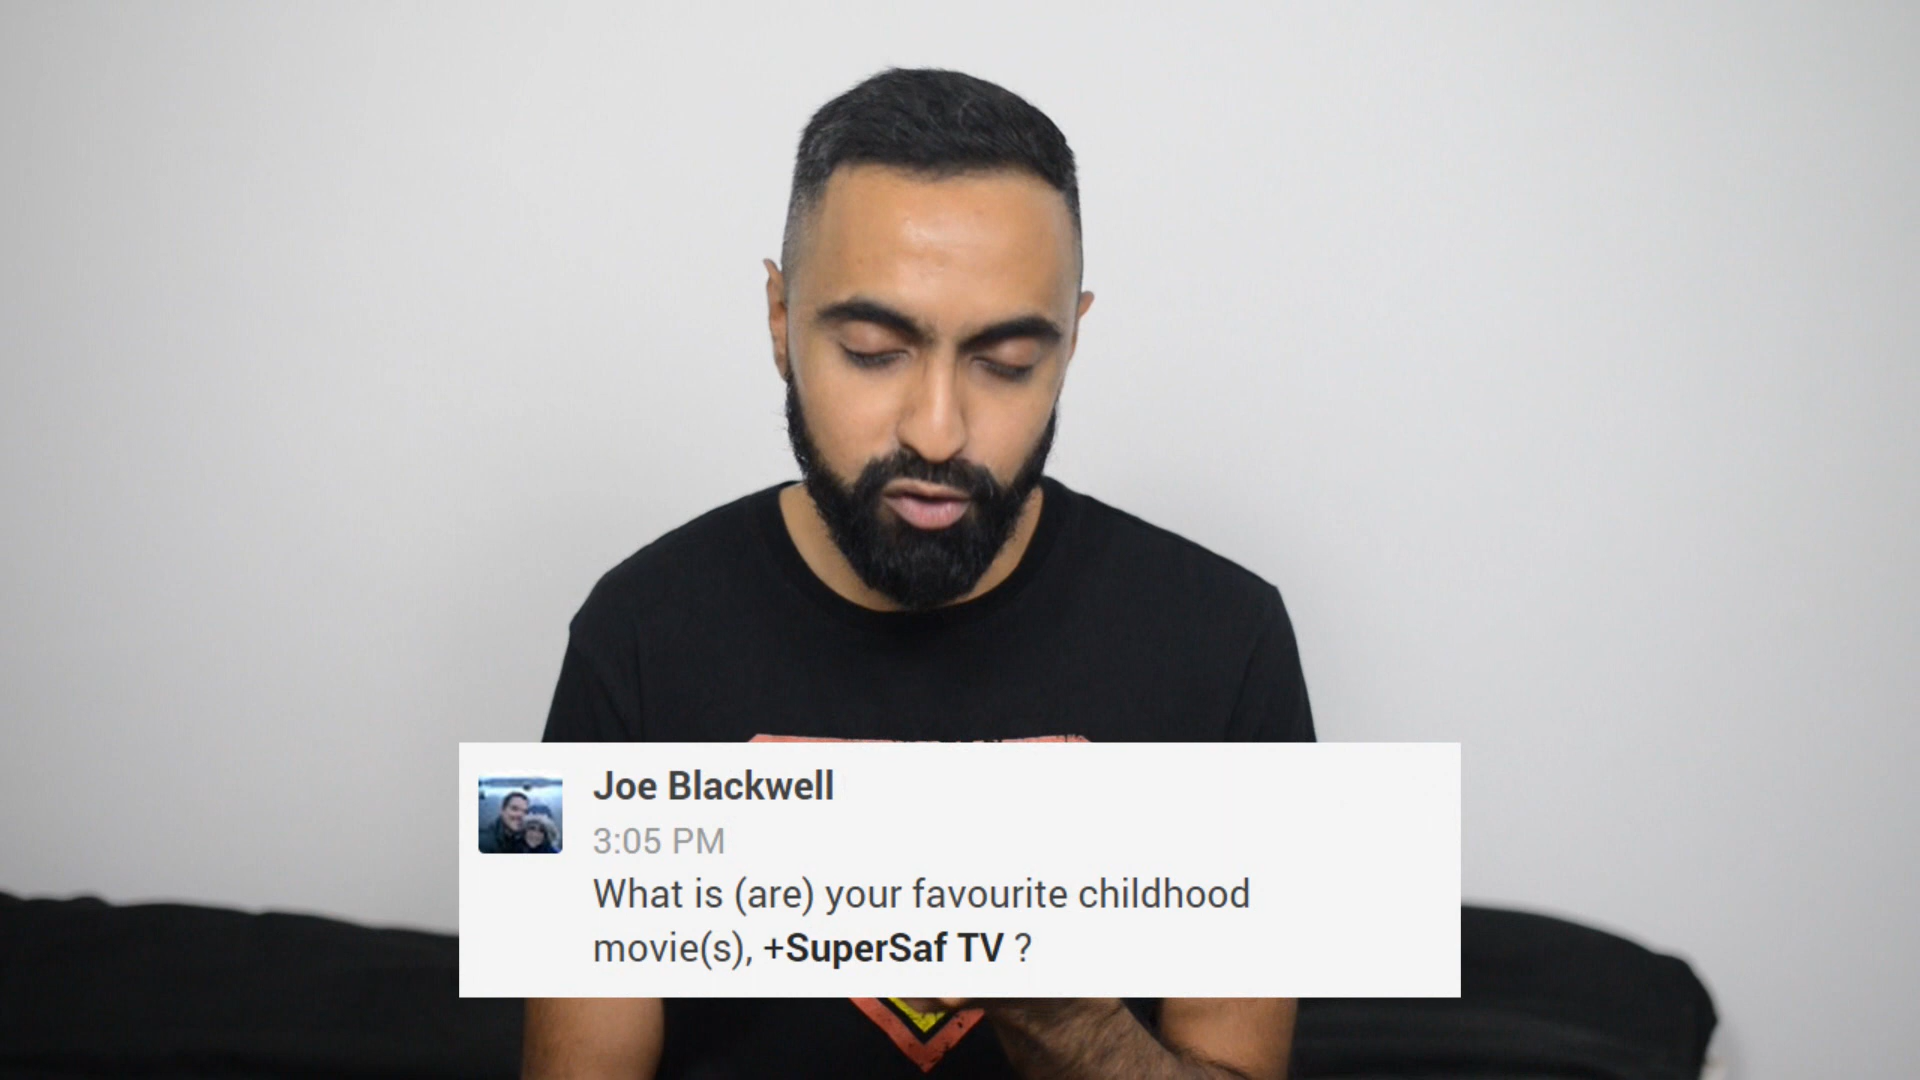 Joe Blackwell
3:05 PM
What is (are) your favourite childhood
movie(s), +SuperSaf TV ?